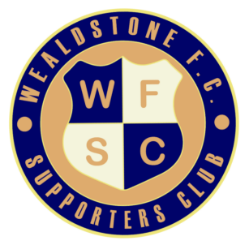 WEALDSTONE F.C.
W F
S C
SUPPORTERS CLUB